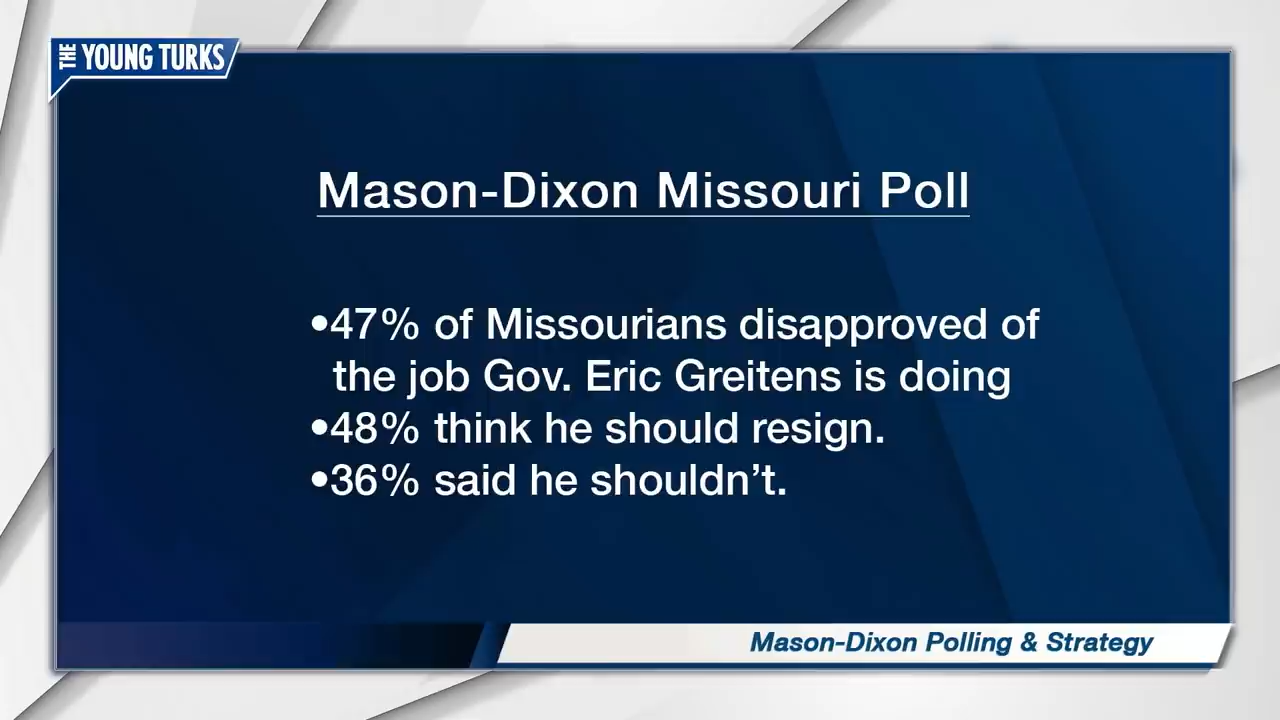 THE YOUNG TURKS
Mason-Dixon Missouri Poll
•47% of Missourians disapproved of
the job Gov. Eric Greitens is doing
•48% think he should resign.
•36% said he shouldn’t.
Mason-Dixon Polling & Strategy